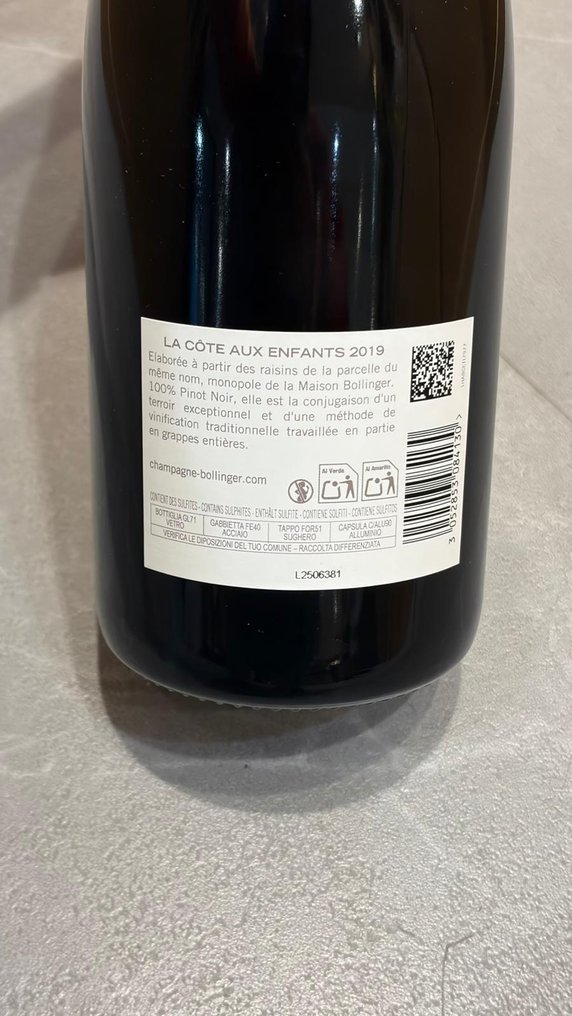 LA CÔTE AUX ENFANTS 2019
Elaborée à partir des raisins de la parcelle du
même nom, monopole de la Maison Bollinger.
100% Pinot Noir, elle est la conjugaison d'un
terroir exceptionnel et d'une méthode de
vinification traditionnelle travaillée en partie
en grappes entières.
champagne-bollinger.com
Al Verde
Al Amarillo
CONTIENT DES SULFITES - CONTAINS SULPHITES - ENTHÄLT SULFITE - CONTIENE SOLFITI - CONTIENE SULFITOS
BOTTIGLIA GL71 VETRO
GABBIETTA FE40 ACCIAIO
TAPPO FOR51 SUGHERO
CAPSULA C/ALU90 ALLUMINIO
VERIFICA LE DIPOSIZIONI DEL TUO COMUNE – RACCOLTA DIFFERENZIATA
3 052853 084130 >
L2506381